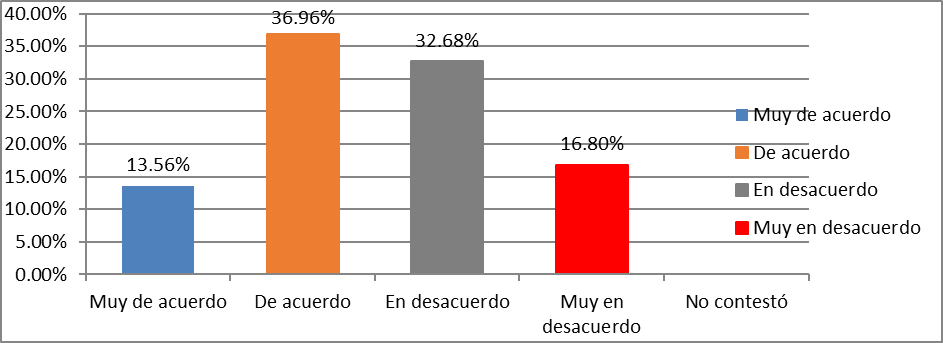 40.00%
35.00%
30.00%
25.00%
20.00%
15.00%
10.00%
5.00%
0.00%
13.56%
36.96%
32.68%
16.80%
Muy de acuerdo
De acuerdo
En desacuerdo
Muy en
desacuerdo
No contestó
Muy de acuerdo
De acuerdo
En desacuerdo
Muy en desacuerdo